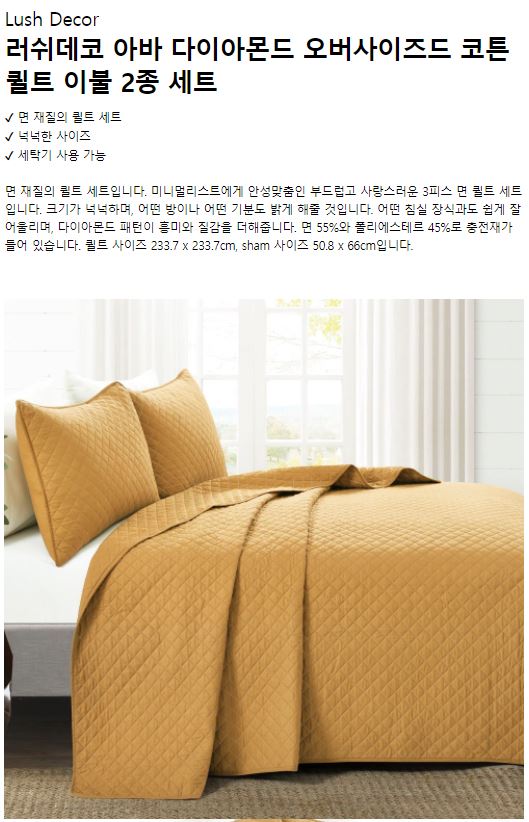 Lush Decor
러쉬데코 아바 다이아몬드 오버사이즈드 코튼
퀼트 이불 2종 세트
✓ 면 재질의 퀼트 세트
✓ 넉넉한 사이즈
✓ 세탁기 사용 가능
면 재질의 퀼트 세트입니다. 미니멀리스트에게 안성맞춤인 부드럽고 사랑스러운 3피스 면 퀼트 세트
입니다. 크기가 넉넉하며, 어떤 방이나 어떤 기분도 밝게 해줄 것입니다. 어떤 침실 장식과도 쉽게 잘
어울리며, 다이아몬드 패턴이 흥미와 질감을 더해줍니다. 면 55%와 폴리에스테르 45%로 충전재가
들어 있습니다. 퀼트 사이즈 233.7 x 233.7cm, sham 사이즈 50.8 x 66cm입니다.